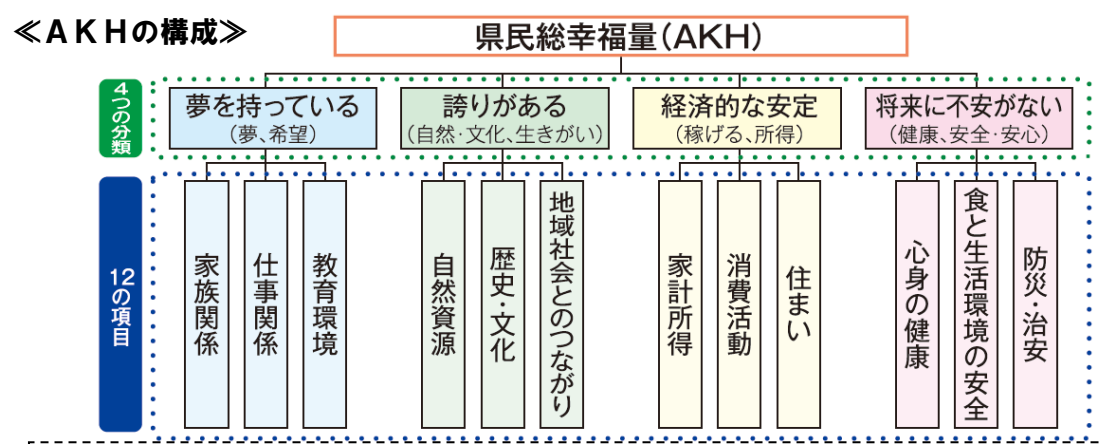 ≪ＡＫＨの構成≫
県民総幸福量（AKH）
4つの分類
夢を持っている
（夢、希望）
誇りがある
（自然・文化、生きがい）
経済的な安定
（稼げる、所得）
将来に不安がない
（健康、安全・安心）
12の項目
家族関係
仕事関係
教育環境
自然資源
歴史・文化
地域社会とのつながり
家計所得
消費活動
住まい
心身の健康
食と生活環境の安全
防災・治安